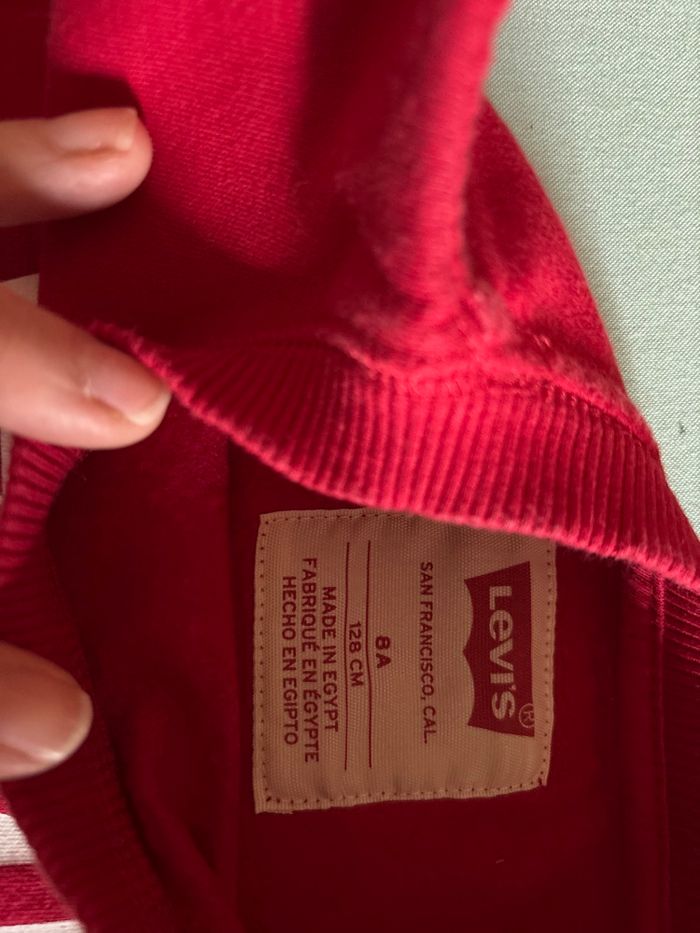 LEVI'S®
SAN FRANCISCO, CAL.
8A
128 CM
MADE IN EGYPT
FABRIQUÉ EN ÉGYPTE
HECHO EN EGIPTO